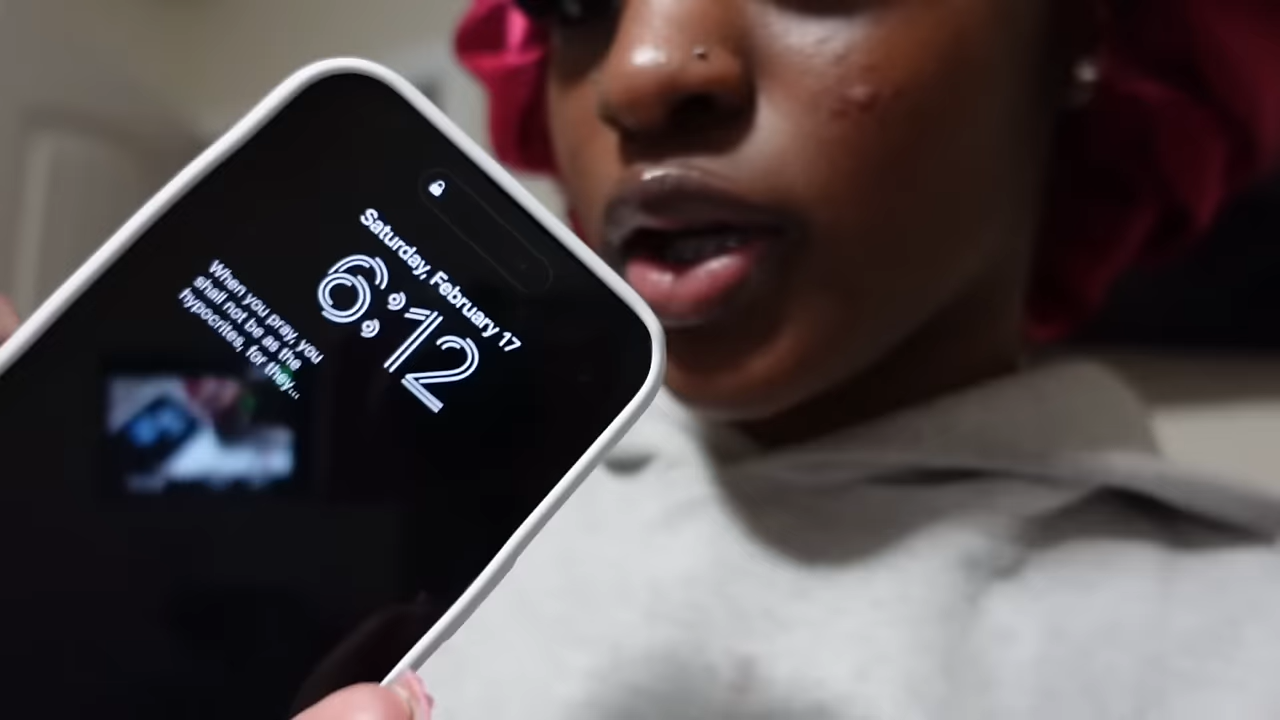 Saturday, February 17
6:12
When you pray, you
shall not be as the
hypocrites, for they...